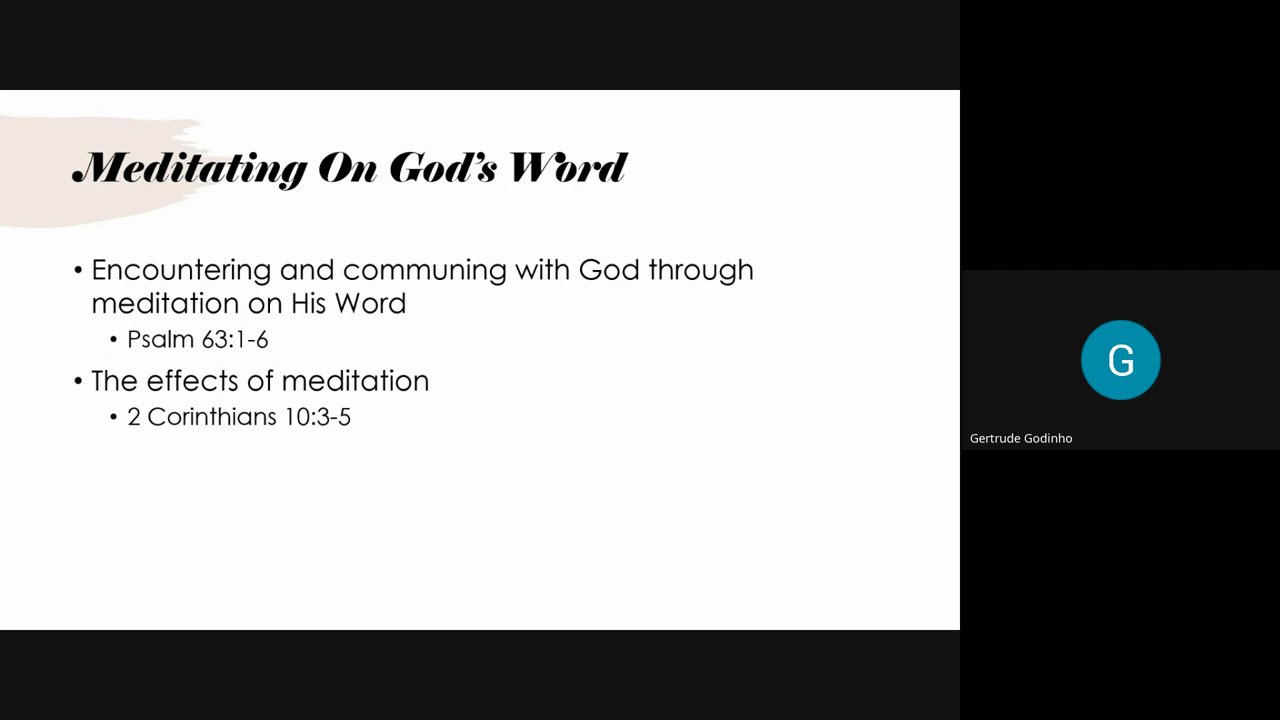 Meditating On God's Word
• Encountering and communing with God through
meditation on His Word
• Psalm 63:1-6
• The effects of meditation
• 2 Corinthians 10:3-5
G
Gertrude Godinho